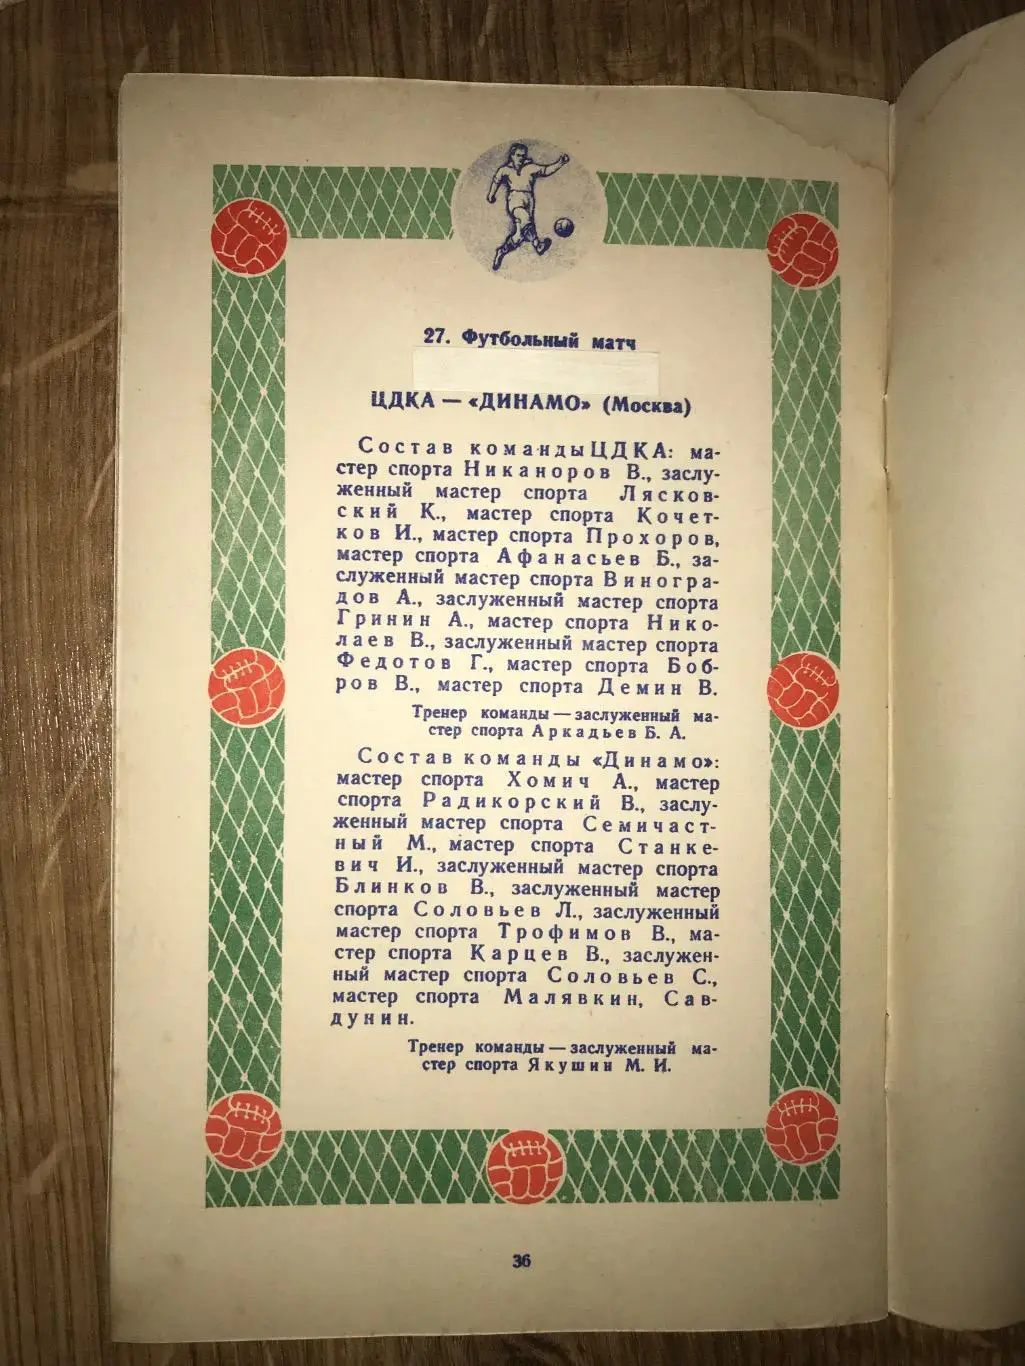 27. Футбольный матч
ЦДКА — «ДИНАМО» (Москва)
Состав команды ЦДКА: ма-
стер спорта Никаноров В., заслу-
женный мастер спорта Лясков-
ский К., мастер спорта Кочет-
ков И., мастер спорта Прохоров,
мастер спорта Афанасьев Б., за-
служенный мастер спорта Виногра-
дов А., заслуженный мастер спорта
Гринин А., мастер спорта Нико-
лаев В., заслуженный мастер спорта
Федотов Г., мастер спорта Боб-
ров В., мастер спорта Демин В.
Тренер команды — заслуженный ма-
стер спорта Аркадьев Б. А.
Состав команды «Динамо»:
мастер спорта Хомич А., мастер
спорта Радикорский В., заслу-
женный мастер спорта Семичаст-
ный М., мастер спорта Станке-
вич И., заслуженный мастер спорта
Блинков В., заслуженный мастер
спорта Соловьев Л., заслуженный
мастер спорта Трофимов В., ма-
стер спорта Карцев В., заслужен-
ный мастер спорта Соловьев С.,
мастер спорта Малявкин, Сав-
дунин.
Тренер команды — заслуженный ма-
стер спорта Якушин М. И.
36